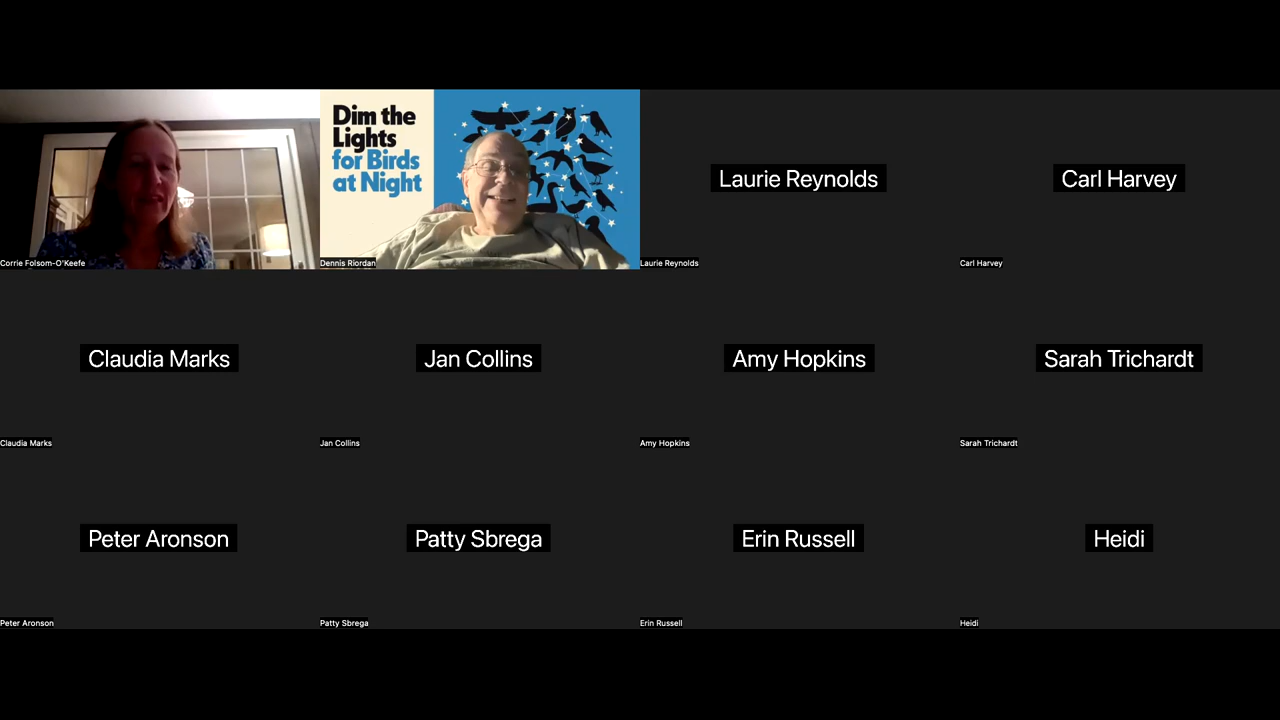 Dim the
Lights
for Birds
at Night
Corrie Folsom-O'Keefe
Dennis Riordan
Laurie Reynolds
Laurie Reynolds
Carl Harvey
Carl Harvey
Claudia Marks
Claudia Marks
Jan Collins
Jan Collins
Amy Hopkins
Amy Hopkins
Sarah Trichardt
Sarah Trichardt
Peter Aronson
Peter Aronson
Patty Sbrega
Patty Sbrega
Erin Russell
Erin Russell
Heidi
Heidi